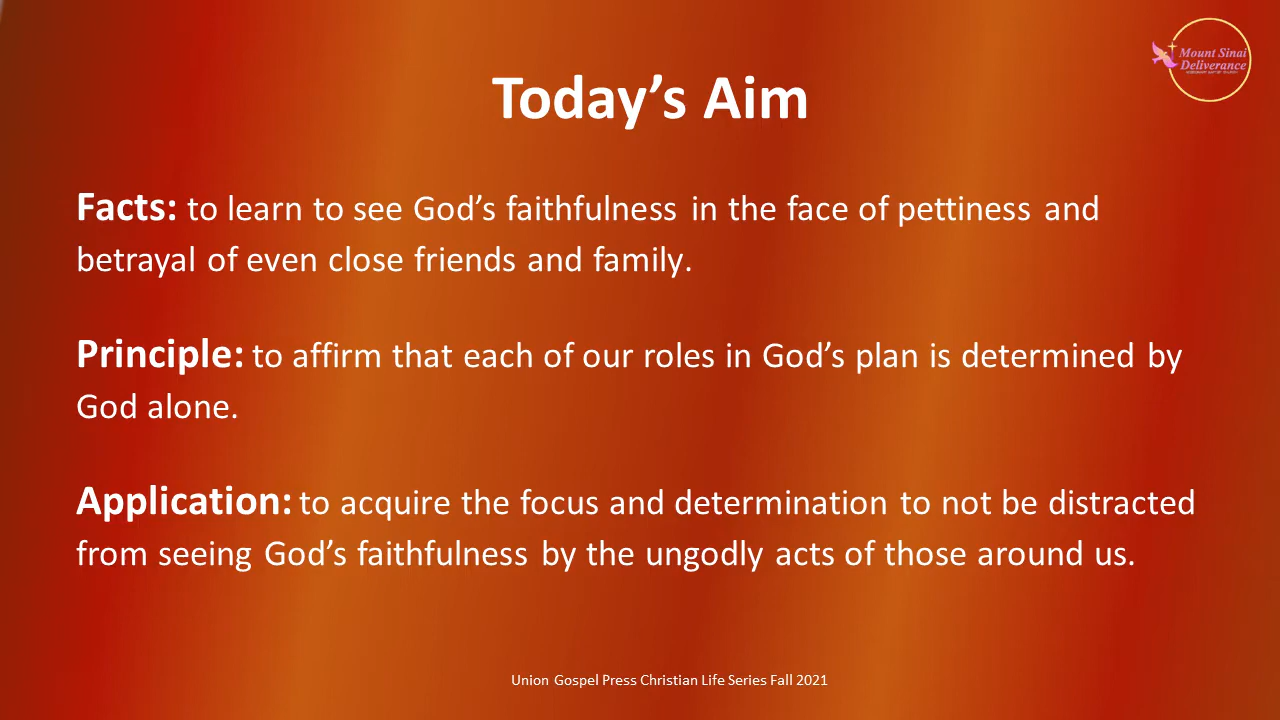 Mount Sinai
Deliverance
Today’s Aim
Facts: to learn to see God’s faithfulness in the face of pettiness and
betrayal of even close friends and family.
Principle: to affirm that each of our roles in God’s plan is determined by
God alone.
Application: to acquire the focus and determination to not be distracted
from seeing God’s faithfulness by the ungodly acts of those around us.
Union Gospel Press Christian Life Series Fall 2021